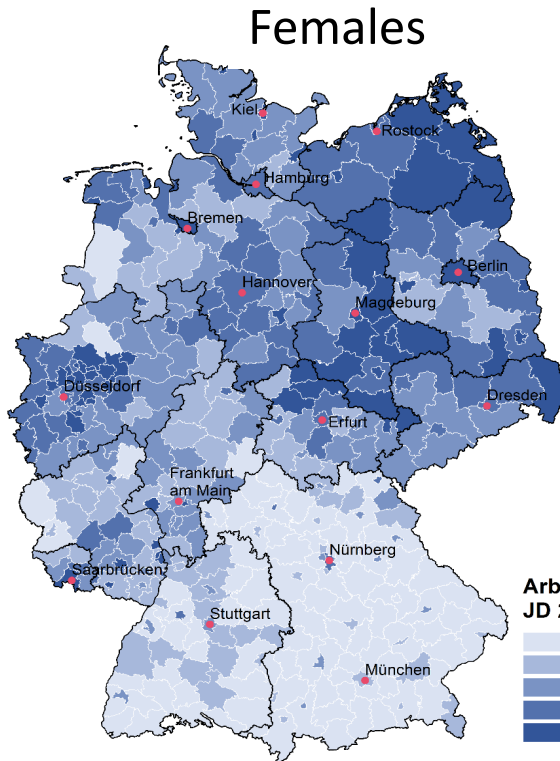 Females
Kiel
Rostock
Hamburg
Bremen
Berlin
Hannover
Magdeburg
Düsseldorf
Dresden
Erfurt
Frankfurt
am Main
Nürnberg
Saarbrücken
Arb
JD
Stuttgart
München